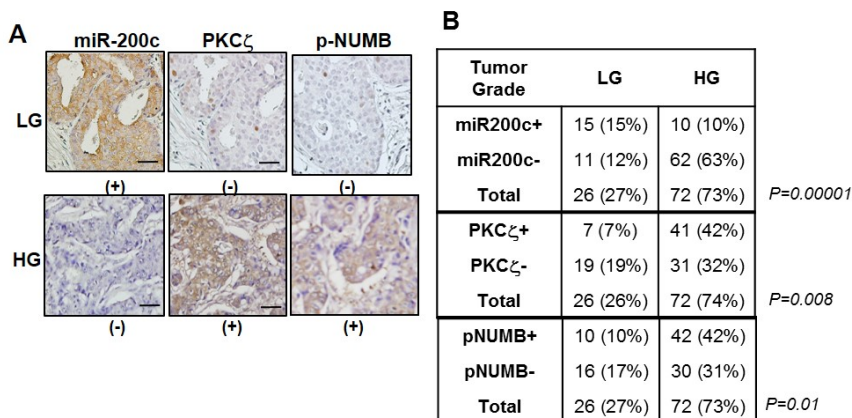 A
miR-200c PKCζ p-NUMB
LG
(+) (-) (-)
HG
(-) (+) (+)
B
Tumor Grade LG HG
miR200c+ 15 (15%) 10 (10%)
miR200c- 11 (12%) 62 (63%)
Total 26 (27%) 72 (73%) P=0.00001
PKCζ+ 7 (7%) 41 (42%)
PKCζ- 19 (19%) 31 (32%)
Total 26 (26%) 72 (74%) P=0.008
pNUMB+ 10 (10%) 42 (42%)
pNUMB- 16 (17%) 30 (31%)
Total 26 (27%) 72 (73%) P=0.01